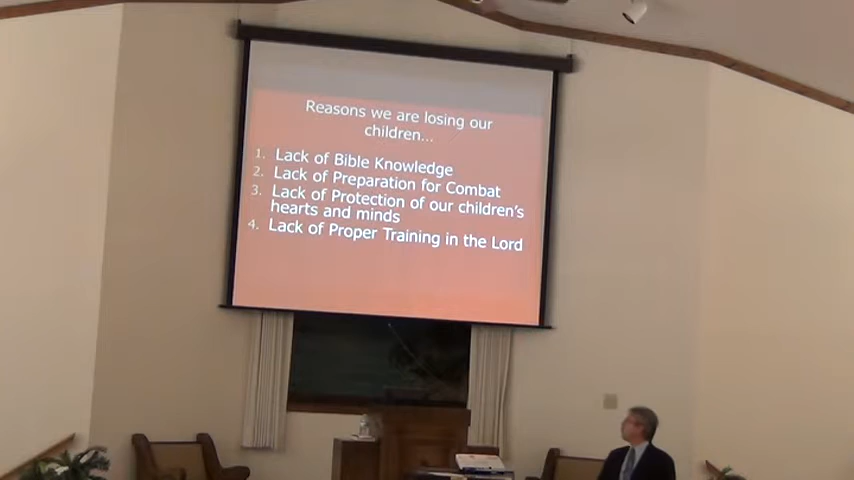 Reasons we are losing our
children...
1. Lack of Bible Knowledge
2. Lack of Preparation for Combat
3. Lack of Protection of our children's
hearts and minds
4. Lack of Proper Training in the Lord